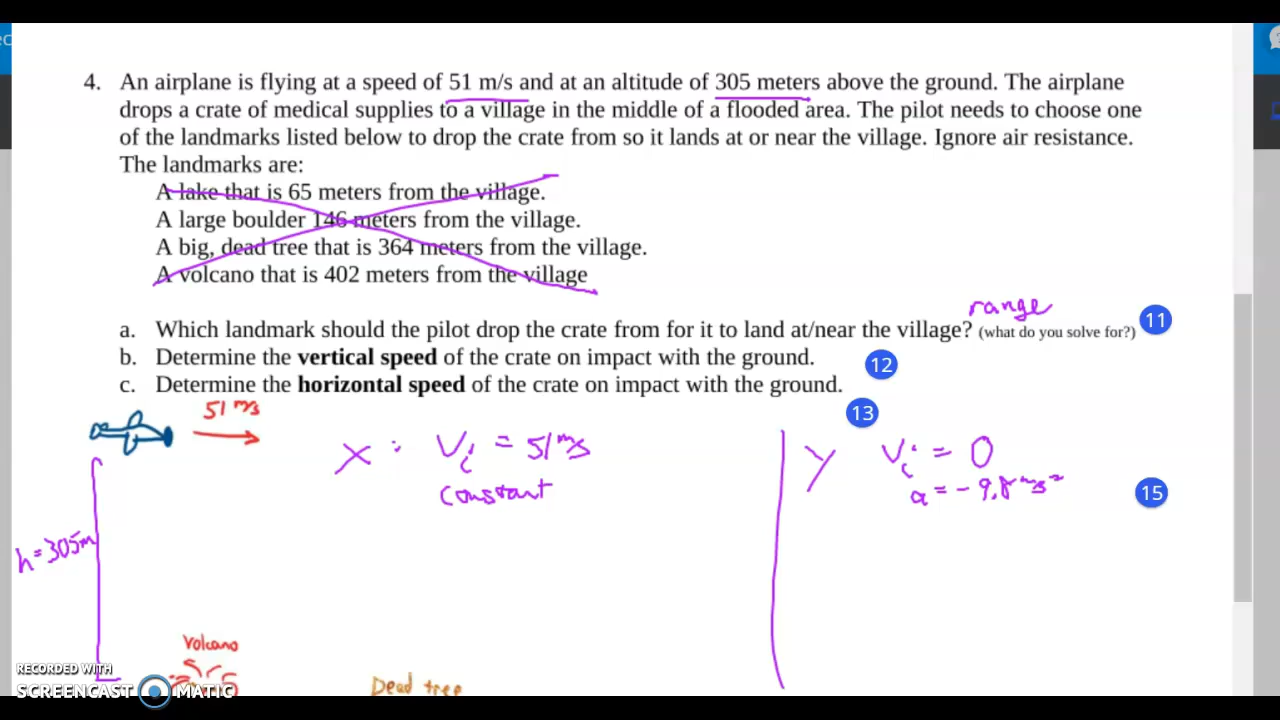 4. An airplane is flying at a speed of 51 m/s and at an altitude of 305 meters above the ground. The airplane
drops a crate of medical supplies to a village in the middle of a flooded area. The pilot needs to choose one
of the landmarks listed below to drop the crate from so it lands at or near the village. Ignore air resistance.
The landmarks are:
A lake that is 65 meters from the village.
A large boulder 146 meters from the village.
A big, dead tree that is 364 meters from the village.
A volcano that is 402 meters from the village
range
a. Which landmark should the pilot drop the crate from for it to land at/near the village? (what do you solve for?) 11
b. Determine the vertical speed of the crate on impact with the ground. 12
c. Determine the horizontal speed of the crate on impact with the ground.
13
51 m/s
x: Vi = 51 m/s
constant
y Vi = 0
a = -9.8 m/s²
15
h = 305m
Volcano
RECORDED WITH
SCREENCAST MATIC
Dead tree